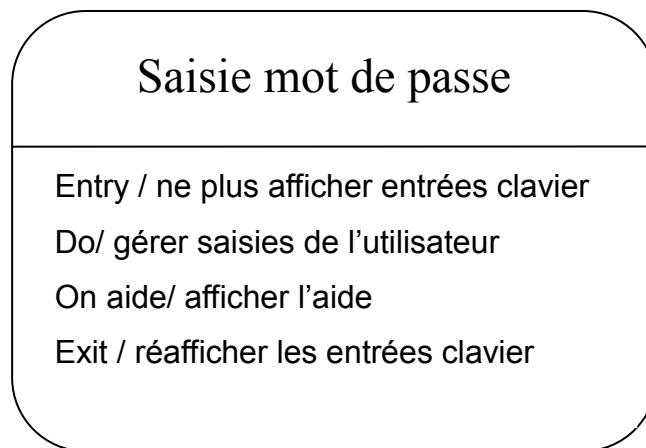 Saisie mot de passe
Entry / ne plus afficher entrées clavier
Do/ gérer saisies de l’utilisateur
On aide/ afficher l’aide
Exit / réafficher les entrées clavier